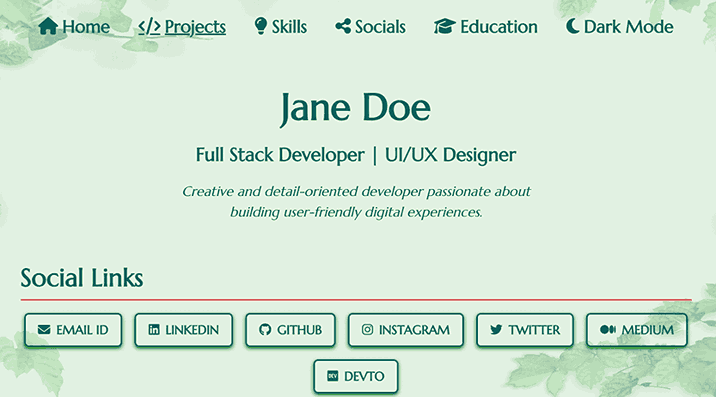 Home </> Projects Skills Socials Education Dark Mode
Jane Doe
Full Stack Developer | UI/UX Designer
Creative and detail-oriented developer passionate about
building user-friendly digital experiences.
Social Links
EMAIL ID LINKEDIN GITHUB INSTAGRAM TWITTER MEDIUM
DEV DEVTO